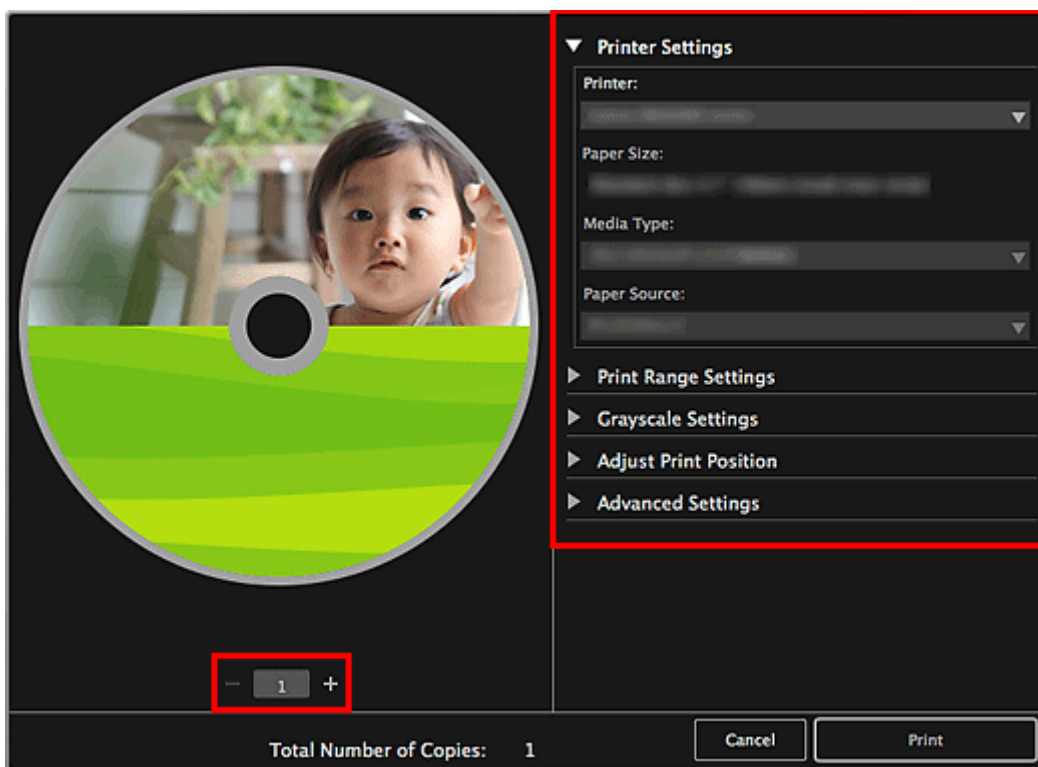 Printer Settings
Printer:
Paper Size:
Media Type:
Paper Source:
Print Range Settings
Grayscale Settings
Adjust Print Position
Advanced Settings
1
Total Number of Copies: 1
Cancel
Print